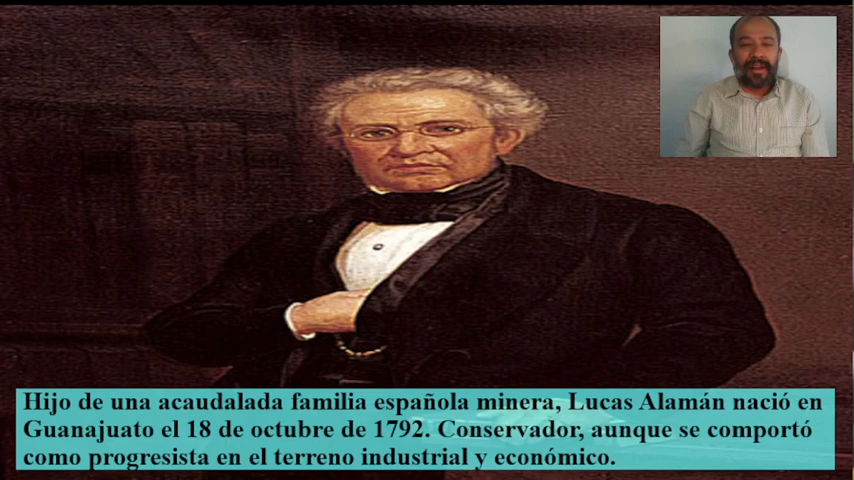 Hijo de una acaudalada familia española minera, Lucas Alamán nació en
Guanajuato el 18 de octubre de 1792. Conservador, aunque se comportó
como progresista en el terreno industrial y económico.